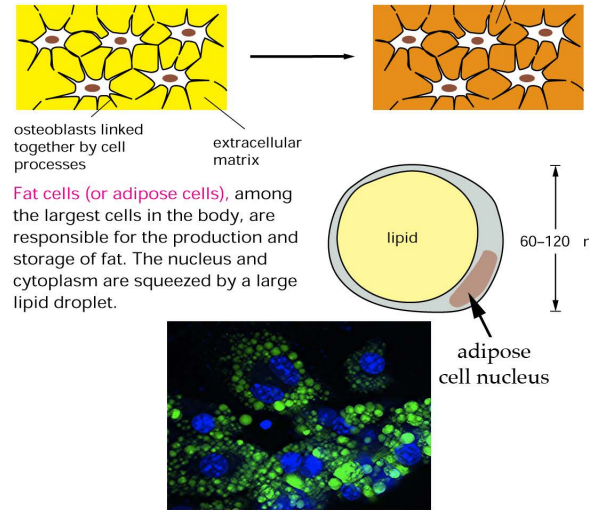 osteoblasts linked
together by cell
processes
extracellular
matrix
Fat cells (or adipose cells), among
the largest cells in the body, are
responsible for the production and
storage of fat. The nucleus and
cytoplasm are squeezed by a large
lipid droplet.
lipid
60–120
adipose
cell nucleus